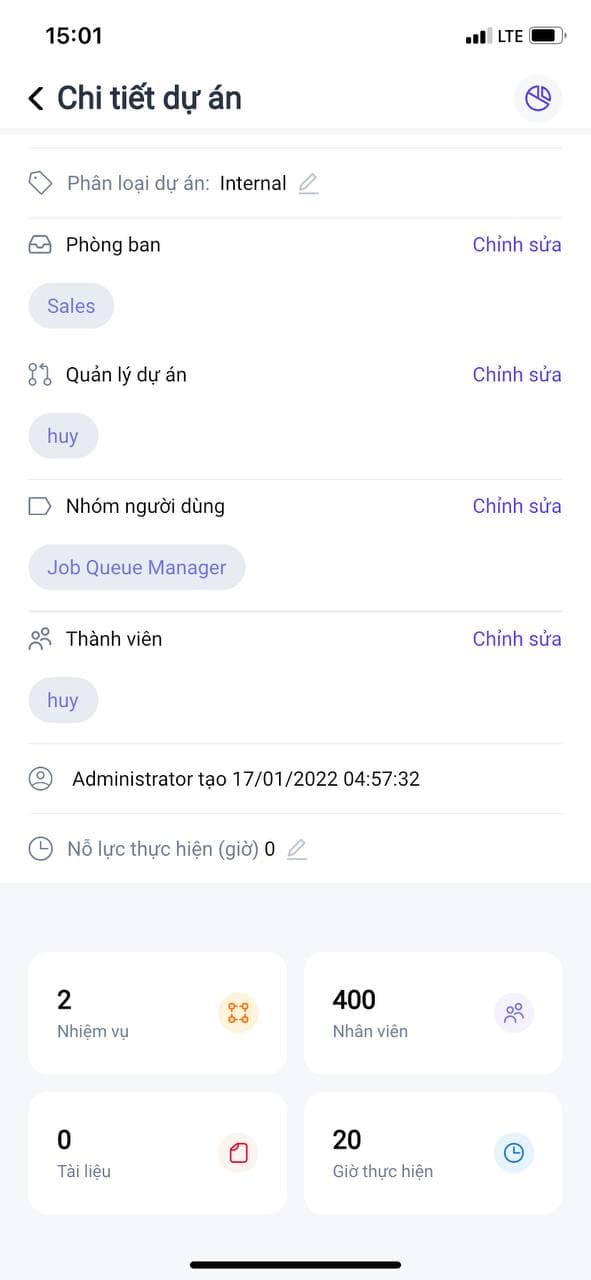 15:01
LTE
Chi tiết dự án
Phân loại dự án: Internal
Phòng ban
Chỉnh sửa
Sales
Quản lý dự án
Chỉnh sửa
huy
Nhóm người dùng
Chỉnh sửa
Job Queue Manager
Thành viên
Chỉnh sửa
huy
Administrator tạo 17/01/2022 04:57:32
Nỗ lực thực hiện (giờ) 0
2
Nhiệm vụ
400
Nhân viên
0
Tài liệu
20
Giờ thực hiện